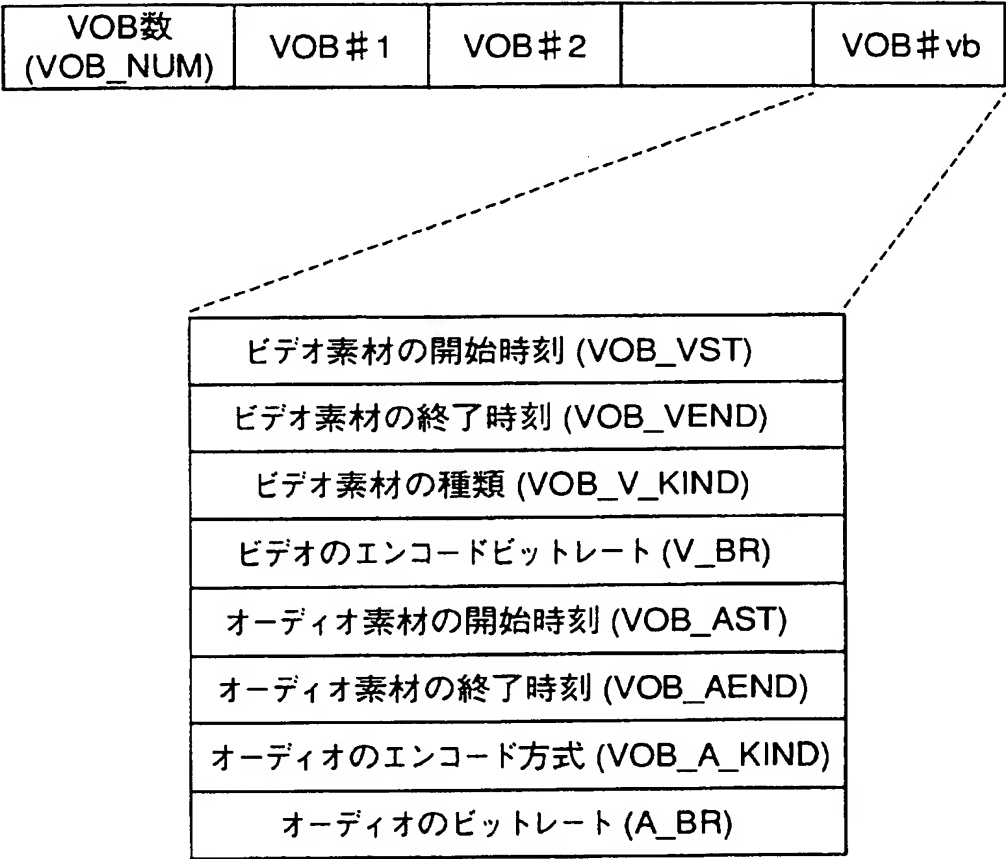 VOB数
(VOB_NUM)
VOB♯1
VOB♯2
VOB♯vb
ビデオ素材の開始時刻 (VOB_VST)
ビデオ素材の終了時刻 (VOB_VEND)
ビデオ素材の種類 (VOB_V_KIND)
ビデオのエンコードビットレート (V_BR)
オーディオ素材の開始時刻 (VOB_AST)
オーディオ素材の終了時刻 (VOB_AEND)
オーディオのエンコード方式 (VOB_A_KIND)
オーディオのビットレート (A_BR)